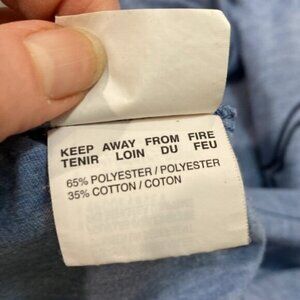 KEEP AWAY FROM FIRE
TENIR LOIN DU FEU
65% POLYESTER / POLYESTER
35% COTTON / COTON